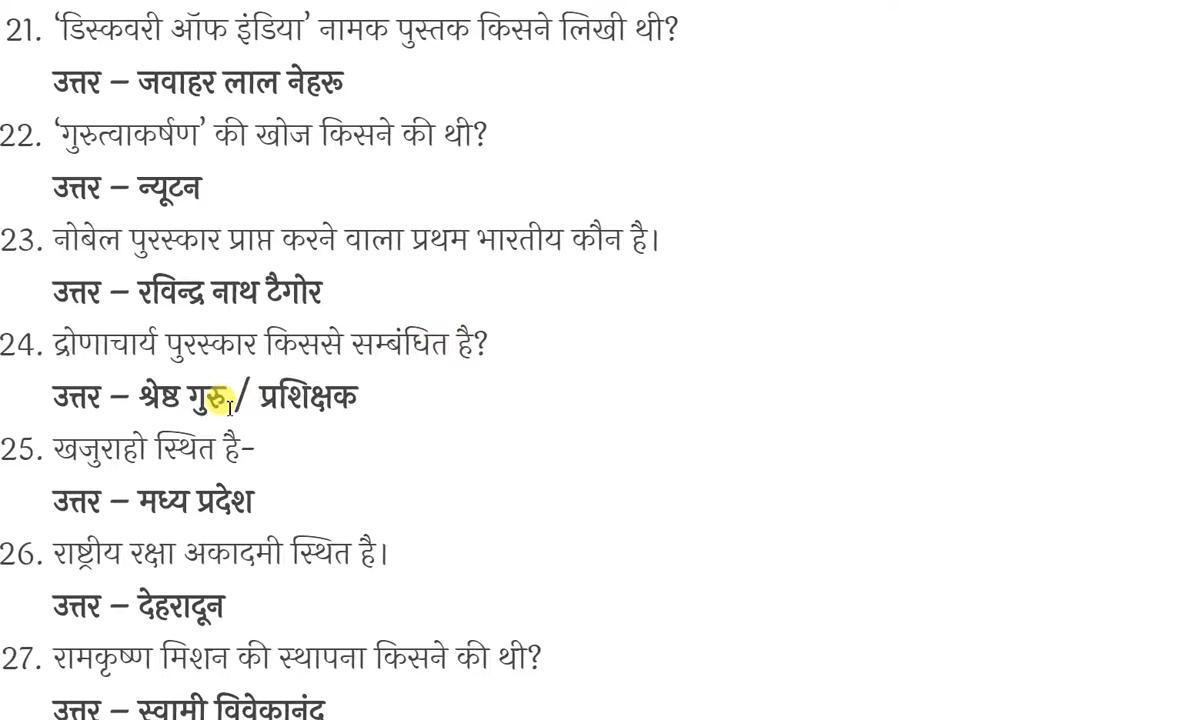 21. ‘डिस्कवरी ऑफ इंडिया’ नामक पुस्तक किसने लिखी थी?
उत्तर – जवाहर लाल नेहरू
22. ‘गुरुत्वाकर्षण’ की खोज किसने की थी?
उत्तर – न्यूटन
23. नोबेल पुरस्कार प्राप्त करने वाला प्रथम भारतीय कौन है।
उत्तर – रविन्द्र नाथ टैगोर
24. द्रोणाचार्य पुरस्कार किससे सम्बंधित है?
उत्तर – श्रेष्ठ गुरु / प्रशिक्षक
25. खजुराहो स्थित है-
उत्तर – मध्य प्रदेश
26. राष्ट्रीय रक्षा अकादमी स्थित है।
उत्तर – देहरादून
27. रामकृष्ण मिशन की स्थापना किसने की थी?
उत्तर – स्वामी विवेकानंद